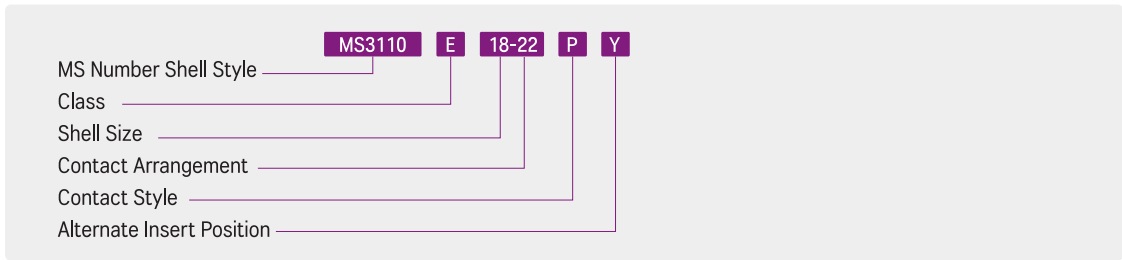 MS3110 E 18-22 P Y
MS Number Shell Style
Class
Shell Size
Contact Arrangement
Contact Style
Alternate Insert Position